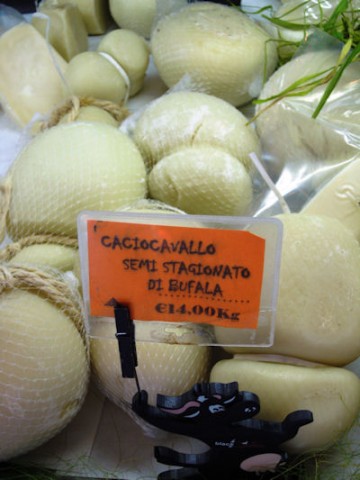 CACIOCAVALLO
SEMI STAGIONATO
DI BUFALA
€14,00Kg